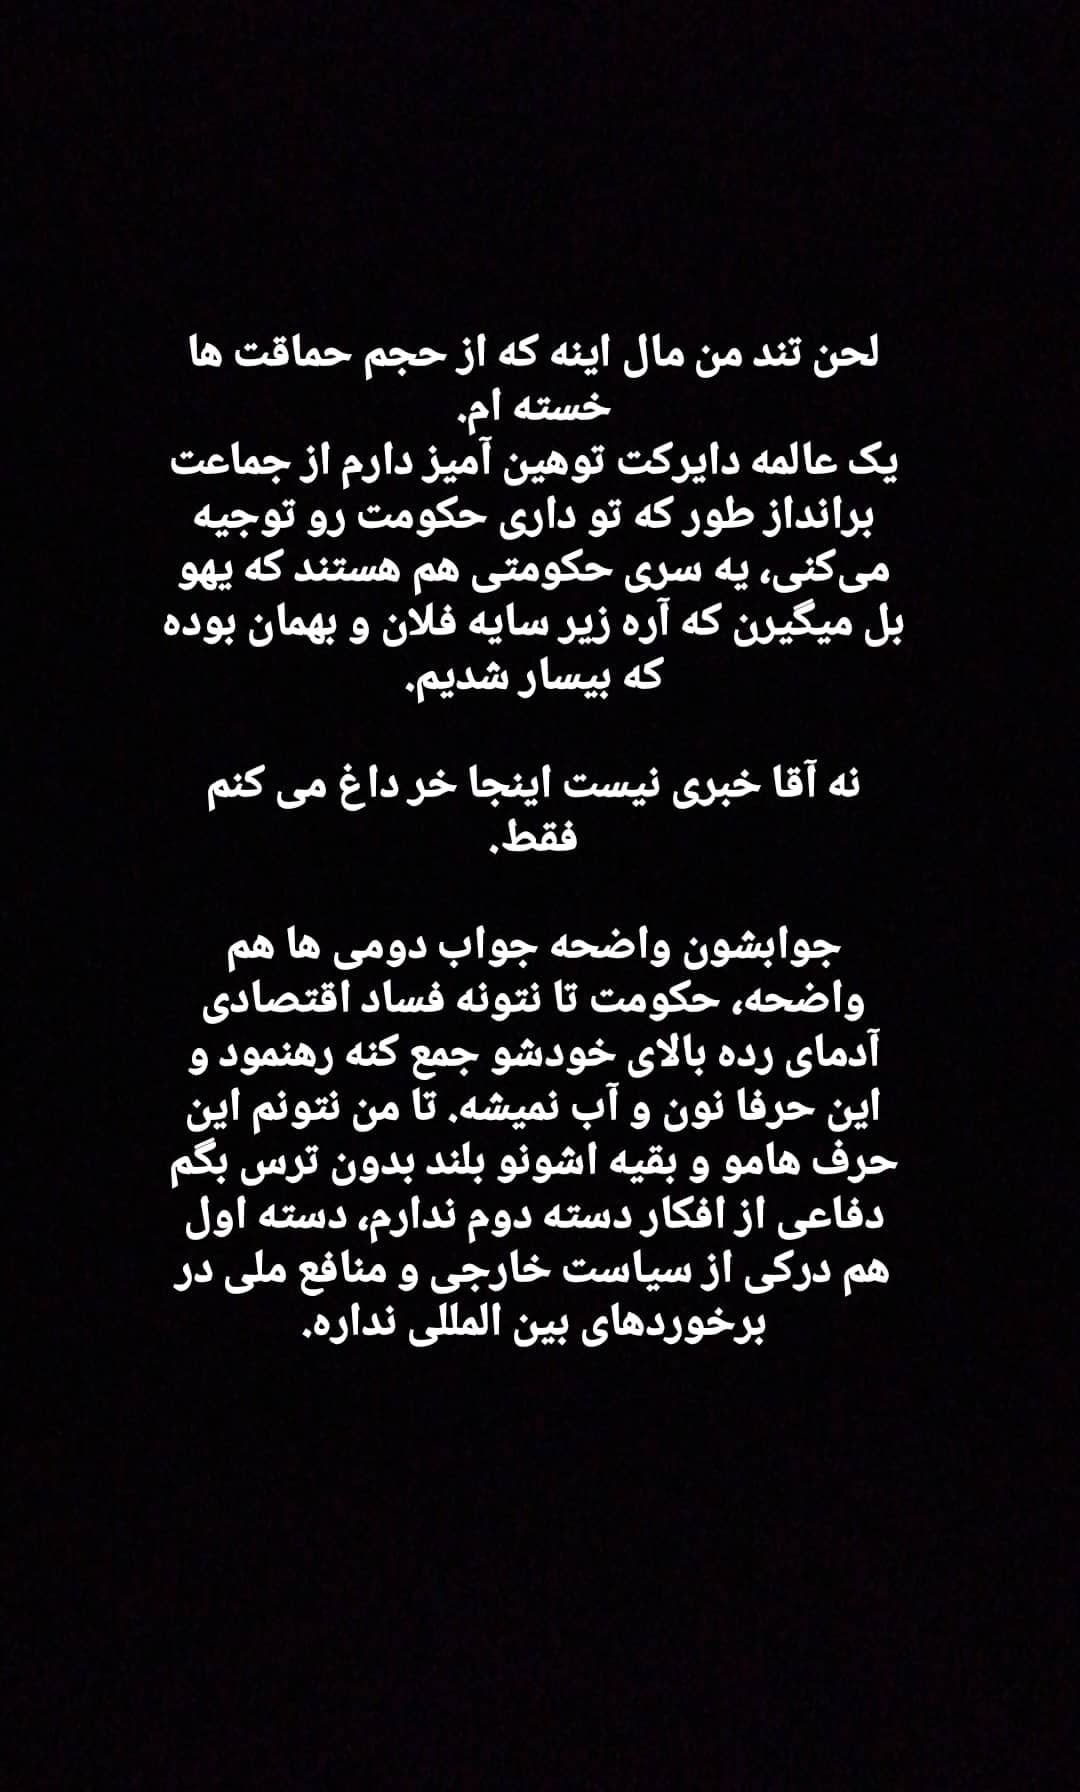 لحن تند من مال اینه که از حجم حماقت ها
خسته ام.
یک عالمه دایرکت توهین آمیز دارم از جماعت
برانداز طور که تو داری حکومت رو توجیه
می‌کنی، یه سری حکومتی هم هستند که یهو
بل میگیرن که آره زیر سایه فلان و بهمان بوده
که بیسار شدیم.
نه آقا خبری نیست اینجا خر داغ می کنم
فقط.
جوابشون واضحه جواب دومی ها هم
واضحه، حکومت تا نتونه فساد اقتصادی
آدمای رده بالای خودشو جمع کنه رهنمود و
این حرفا نون و آب نمیشه. تا من نتونم این
حرف هامو و بقیه اشونو بلند بدون ترس بگم
دفاعی از افکار دسته دوم ندارم، دسته اول
هم درکی از سیاست خارجی و منافع ملی در
برخوردهای بین المللی نداره.